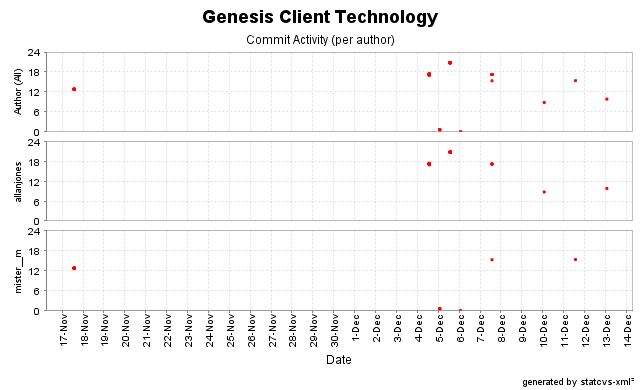 Genesis Client Technology
Commit Activity (per author)
Author (All)
24
18
12
6
0
allanjones
24
18
12
6
0
mister__m
24
18
12
6
0
17-Nov
18-Nov
19-Nov
20-Nov
21-Nov
22-Nov
23-Nov
24-Nov
25-Nov
26-Nov
27-Nov
28-Nov
29-Nov
30-Nov
1-Dec
2-Dec
3-Dec
4-Dec
5-Dec
6-Dec
7-Dec
8-Dec
9-Dec
10-Dec
11-Dec
12-Dec
13-Dec
14-Dec
Date
generated by statcvs-xml²